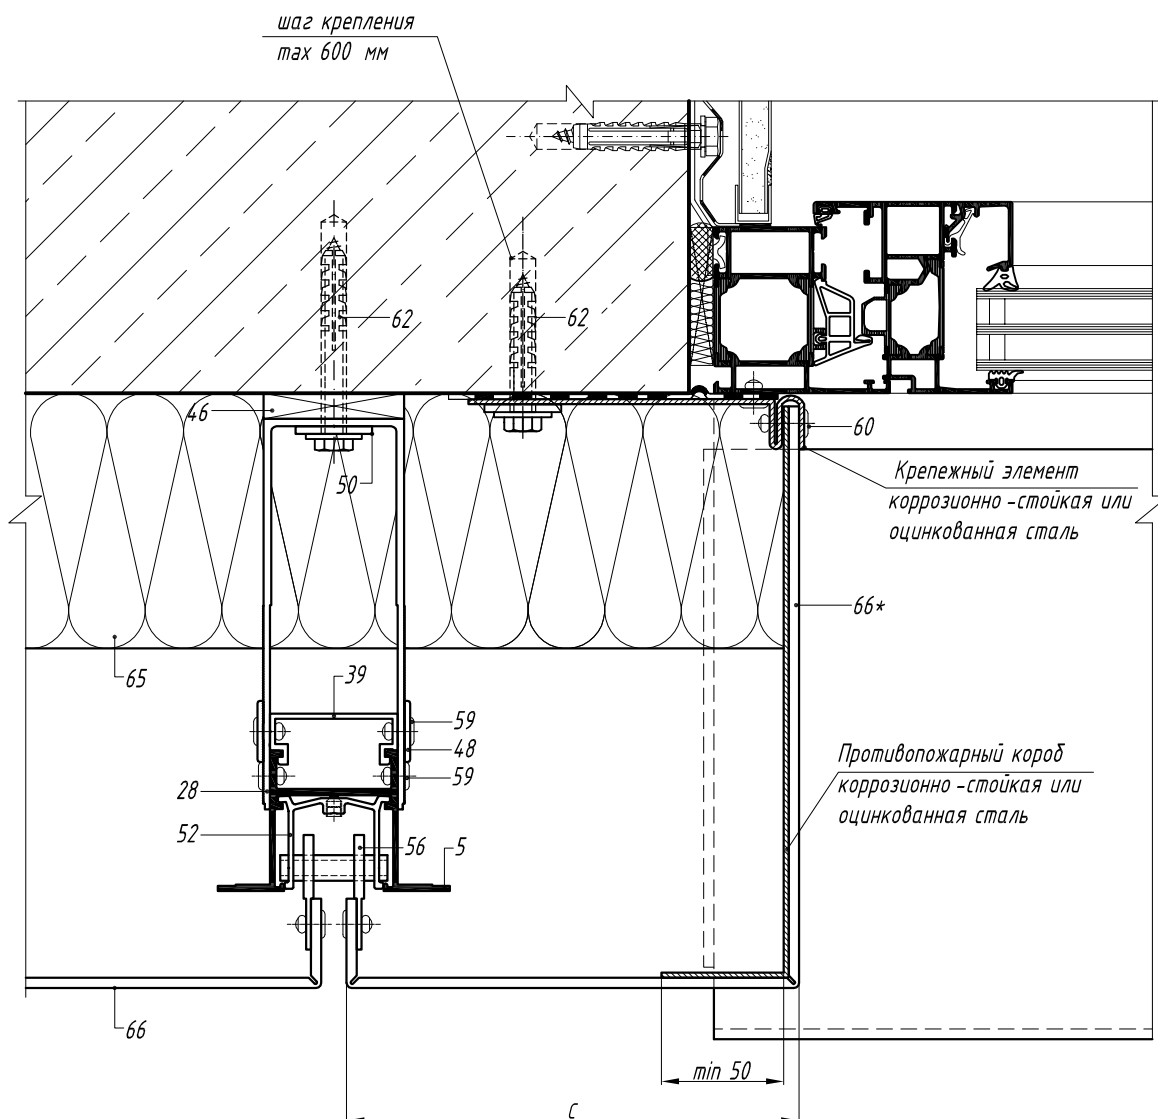 шаг крепления
max 600 мм
62
62
46
60
50
Крепежный элемент
коррозионно -стойкая или
оцинкованная сталь
66*
65
39
59
48
59
28
Противопожарный короб
коррозионно -стойкая или
оцинкованная сталь
52
56
5
66
min 50
С